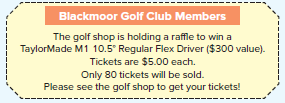 Blackmoor Golf Club Members
The golf shop is holding a raffle to win a
TaylorMade M1 10.5° Regular Flex Driver ($300 value).
Tickets are $5.00 each.
Only 80 tickets will be sold.
Please see the golf shop to get your tickets!